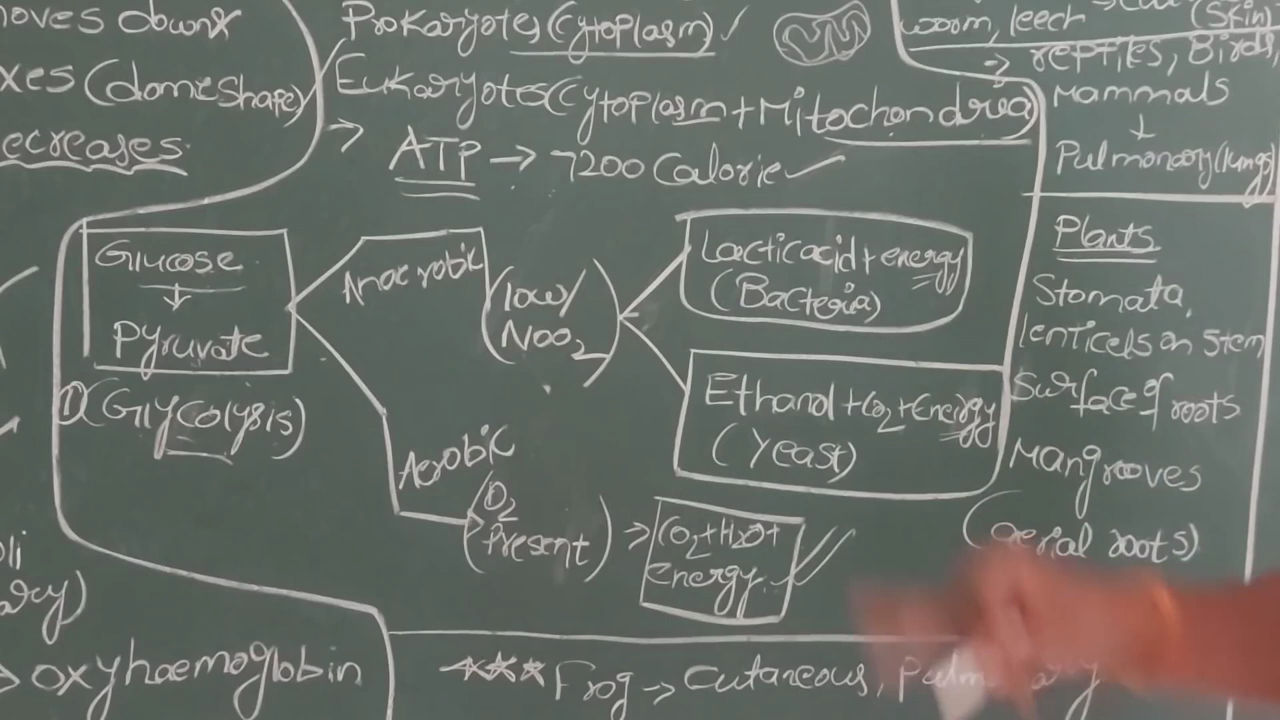 moves down
(dome shape)
ecreases
Prokaryotes (Cytoplasm) ✓
Eukaryotes (Cytoplasm + Mitochondria)
→ ATP → 7200 Calorie ✓
Glucose
↓
Pyruvate
① (Glycolysis)
Anaerobic
(low/
No O2)
Lactic acid + energy
(Bacteria)
Ethanol + CO2 + Energy
(Yeast)
Aerobic
(O2
Present) →
CO2 + H2O +
energy.
worm, leech
(Skin)
→ reptiles, Birds,
Mammals
↓
Pulmonary (lungs)
Plants
Stomata,
lenticels on stem
Surface of roots
Mangrooves
(aerial roots)
→ oxyhaemoglobin
*** Frog → Cutaneous,